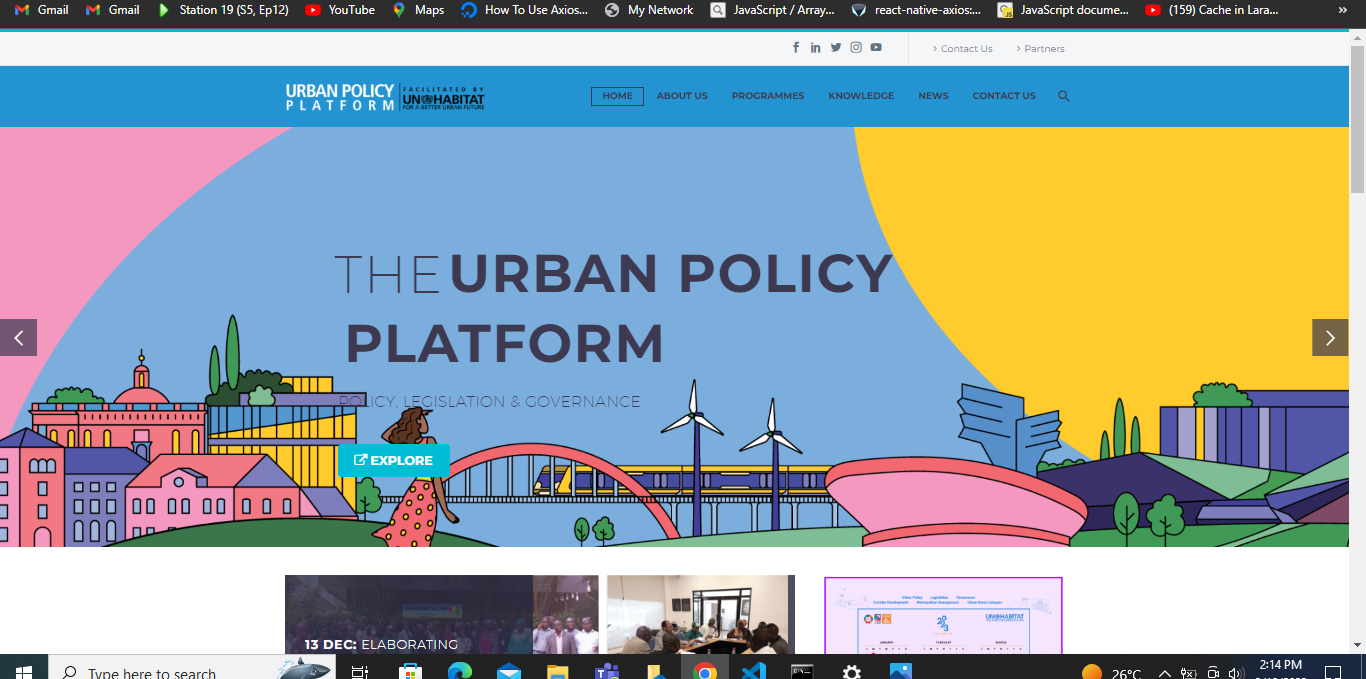 Gmail
Gmail
Station 19 (S5, Ep12)
YouTube
Maps
How To Use Axios...
My Network
JavaScript / Array...
react-native-axios:...
JavaScript docume...
(159) Cache in Lara...
»
Contact Us
Partners
URBAN POLICY
PLATFORM
FACILITATED BY
UN HABITAT
FOR A BETTER URBAN FUTURE
HOME
ABOUT US
PROGRAMMES
KNOWLEDGE
NEWS
CONTACT US
THE URBAN POLICY
PLATFORM
POLICY, LEGISLATION & GOVERNANCE
EXPLORE
13 DEC: ELABORATING
Urban Policy Legislation Governance
Metropolitan Management Urban-Rural Linkages
2023
UN HABITAT
JANUARY FEBRUARY MARCH
Type here to search
26°C
2:14 PM